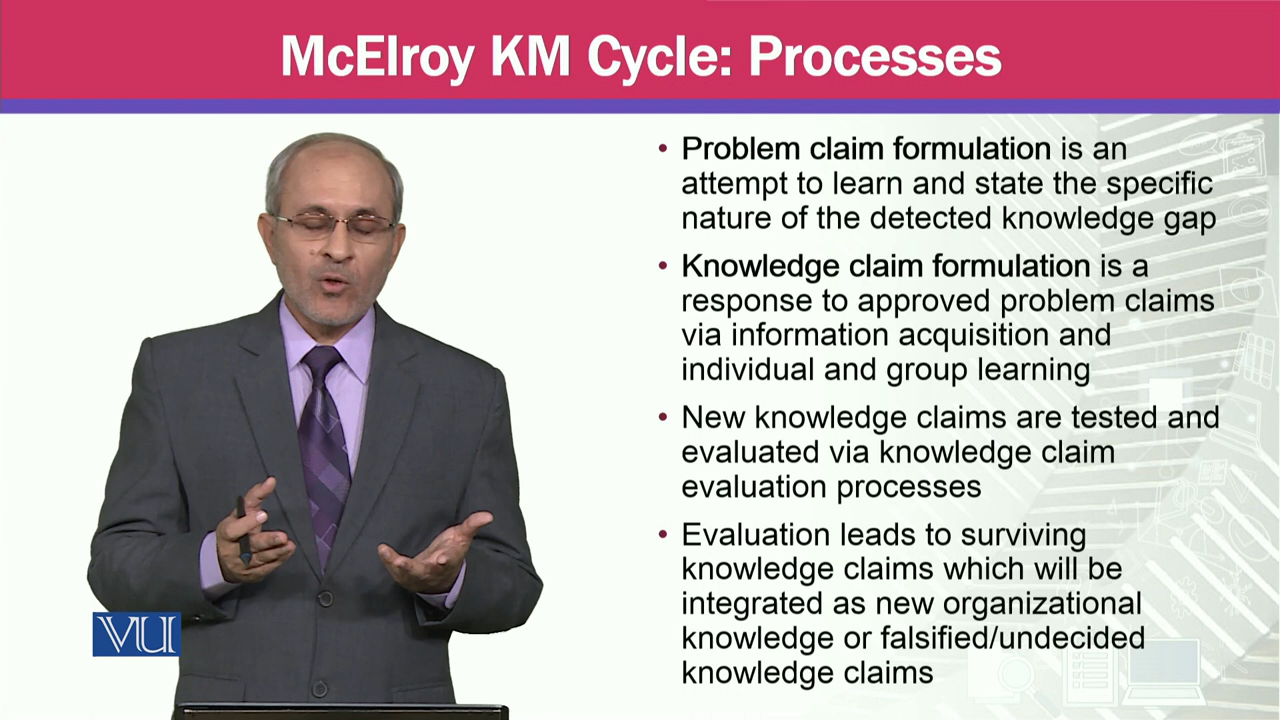 McElroy KM Cycle: Processes
• Problem claim formulation is an
attempt to learn and state the specific
nature of the detected knowledge gap
• Knowledge claim formulation is a
response to approved problem claims
via information acquisition and
individual and group learning
• New knowledge claims are tested and
evaluated via knowledge claim
evaluation processes
• Evaluation leads to surviving
knowledge claims which will be
integrated as new organizational
knowledge or falsified/undecided
knowledge claims
VU